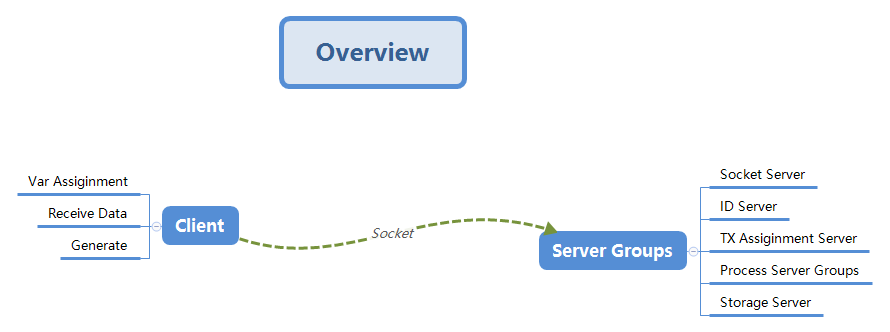 Overview
Var Assiginment
Receive Data
Generate
Client
Socket
Server Groups
Socket Server
ID Server
TX Assiginment Server
Process Server Groups
Storage Server